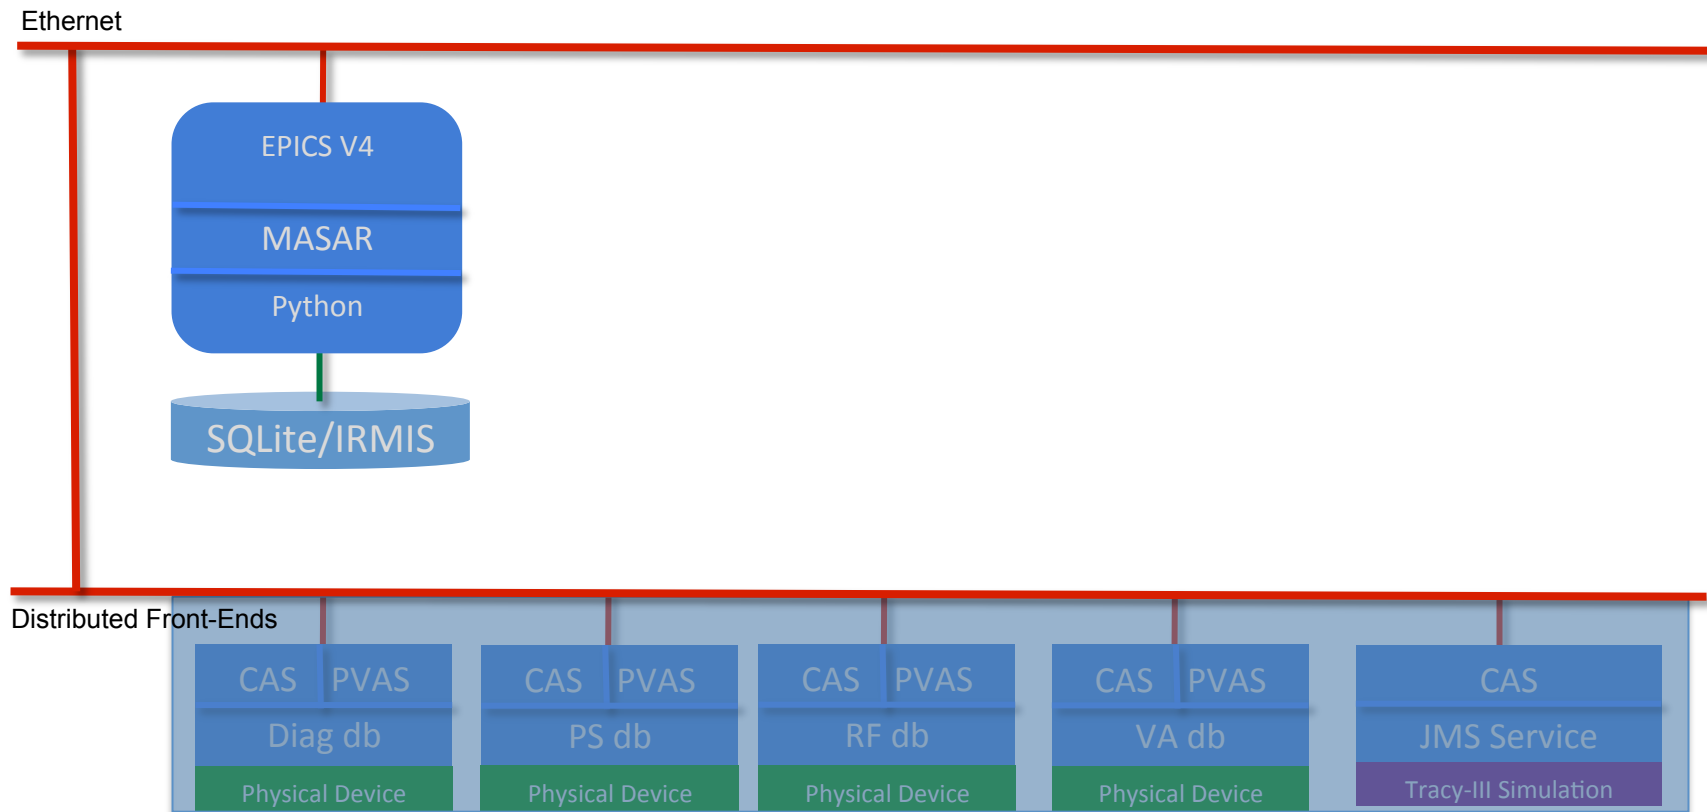 Ethernet
EPICS V4
MASAR
Python
SQLite/IRMIS
Distributed Front-Ends
CAS PVAS CAS PVAS CAS PVAS CAS PVAS CAS
Diag db PS db RF db VA db JMS Service
Physical Device Physical Device Physical Device Physical Device Tracy-III Simulation